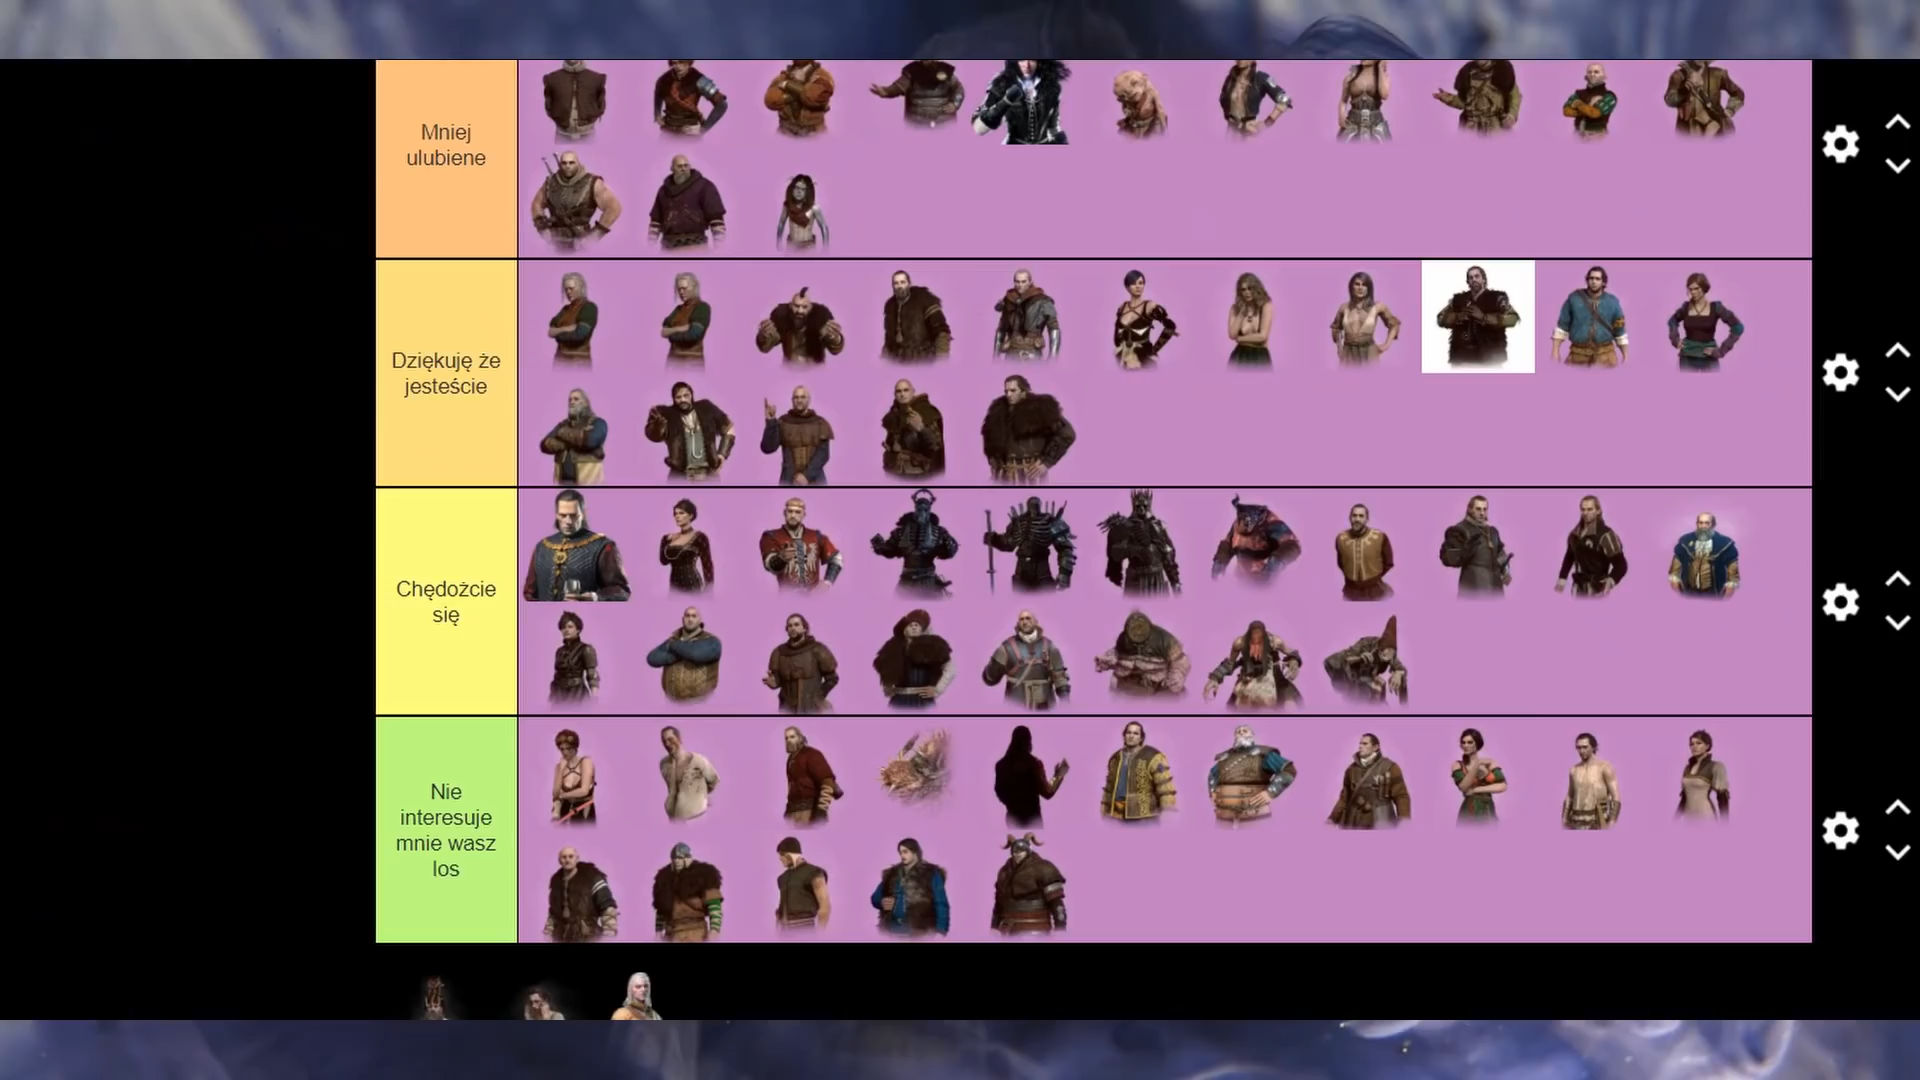 Mniej
ulubiene
Dziękuję że
jesteście
Chędożcie
się
Nie
interesuje
mnie wasz
los